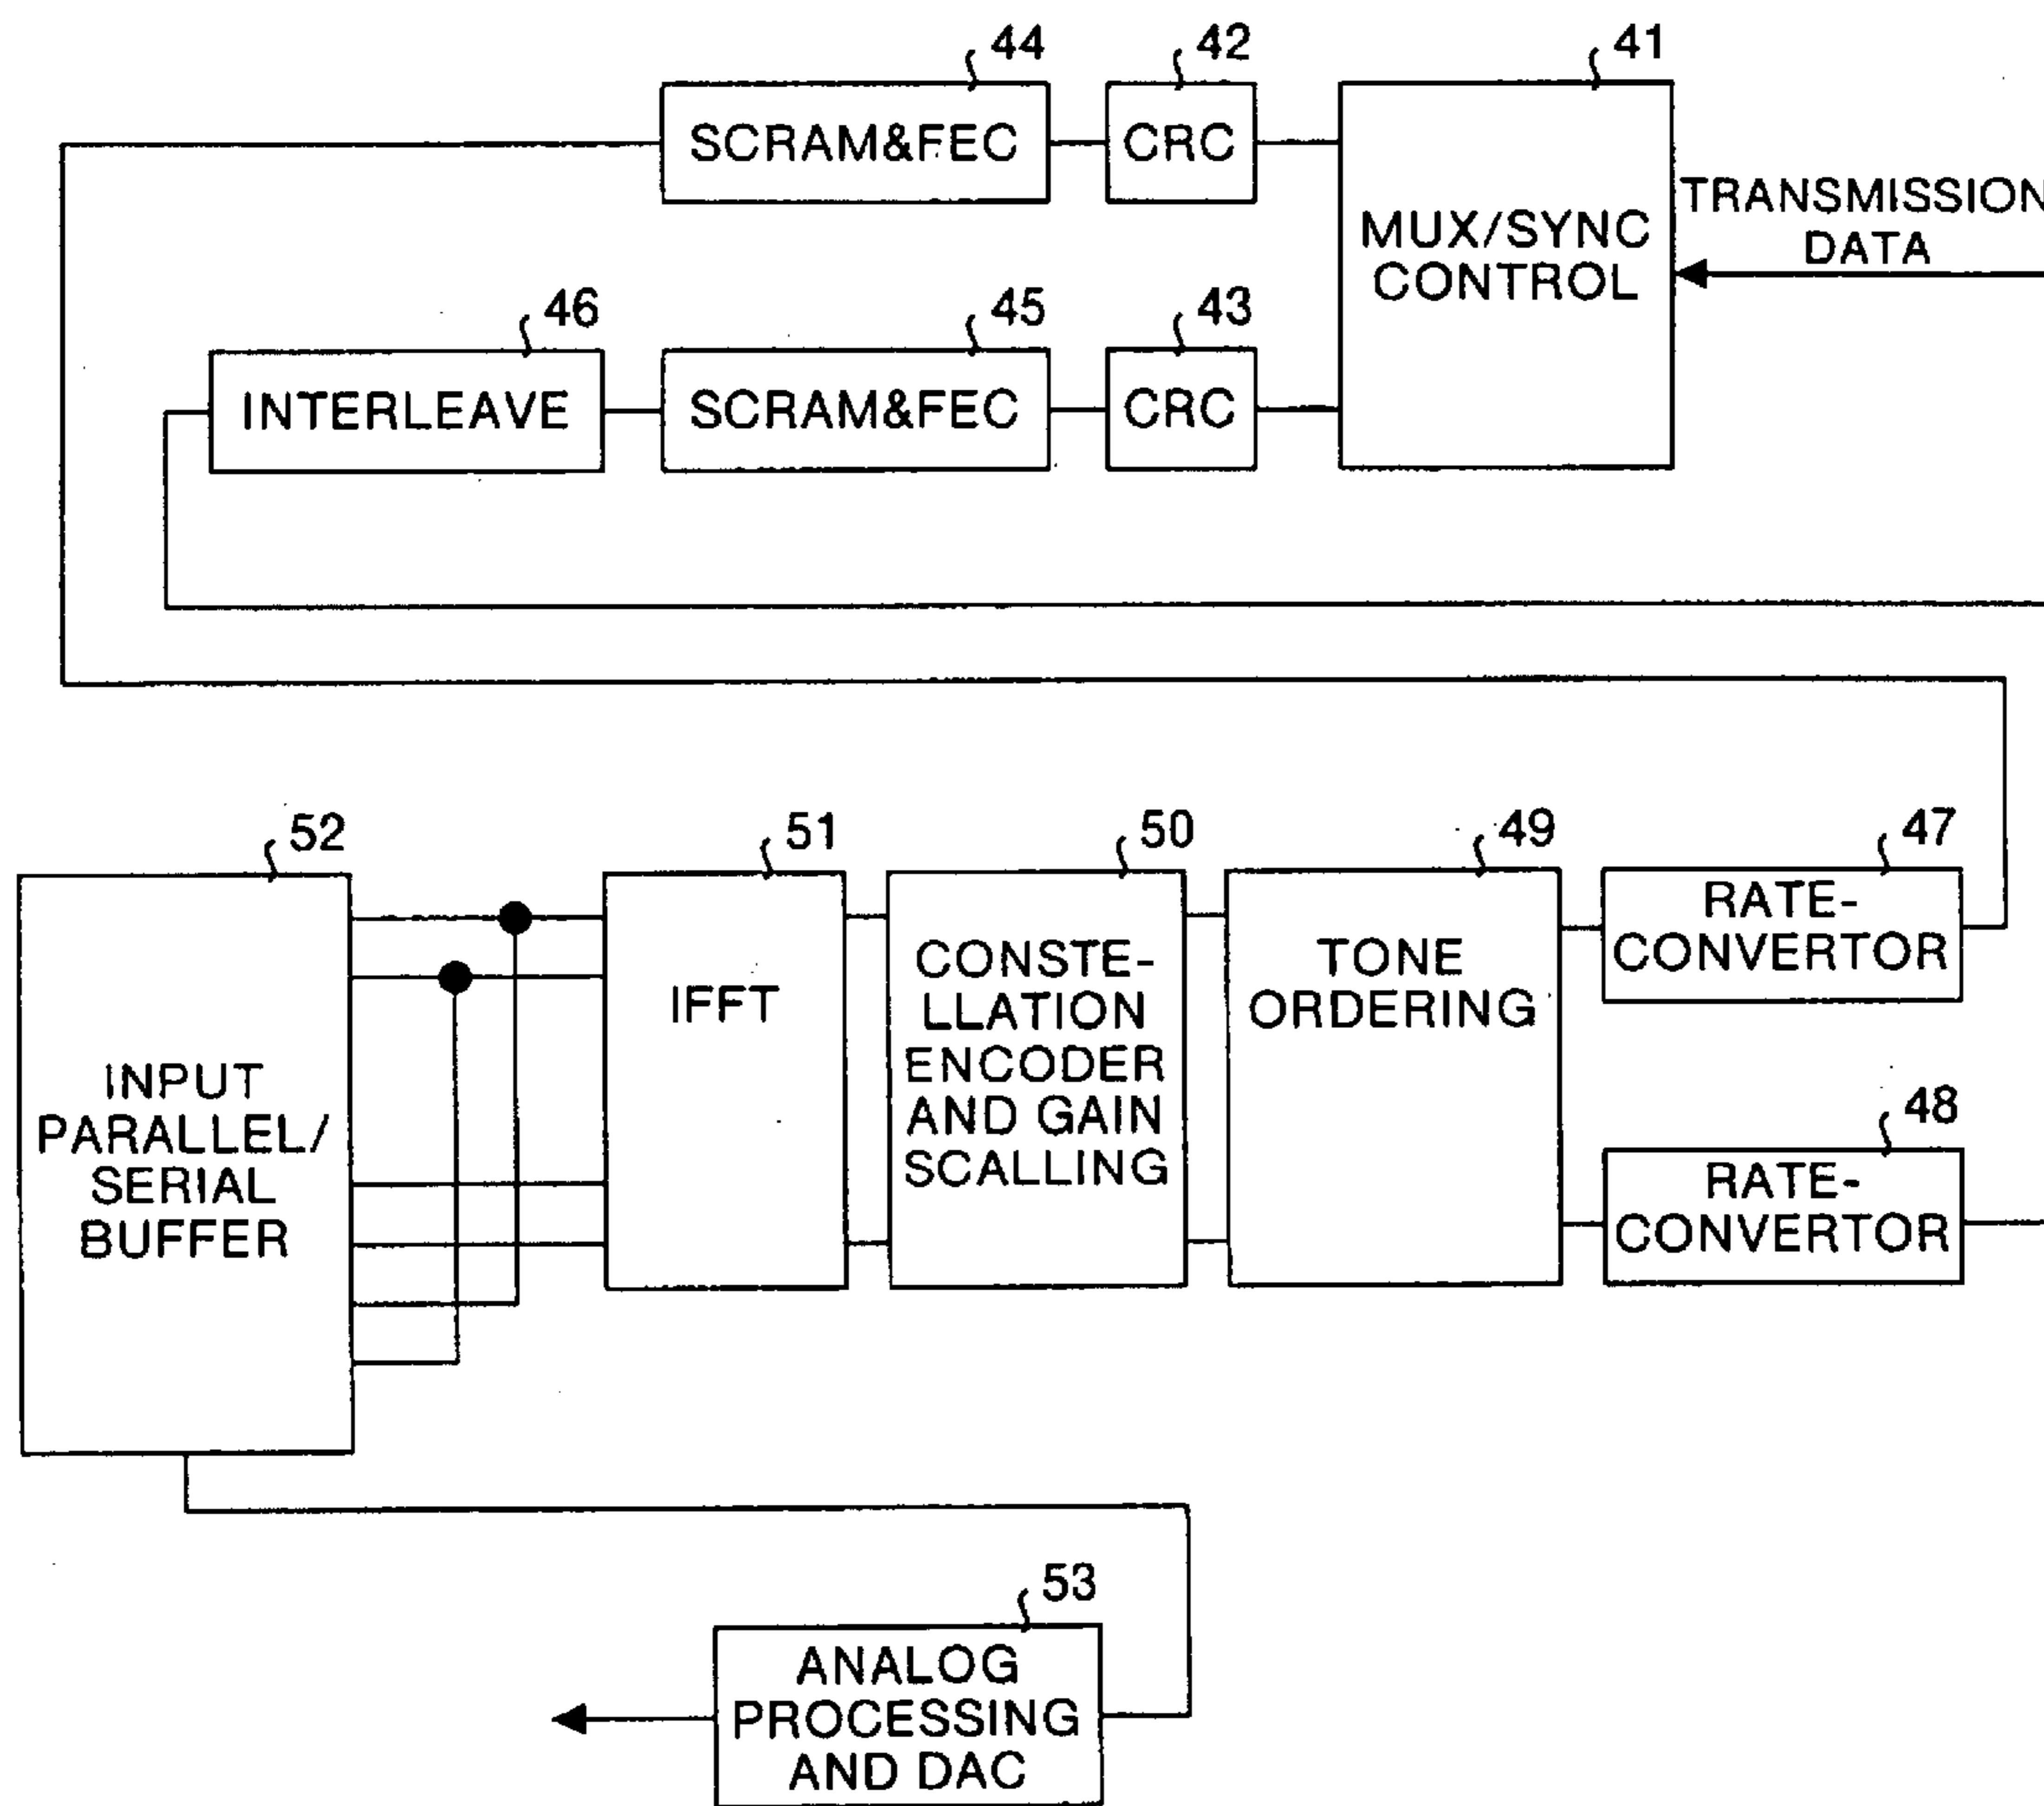 44
42
41
SCRAM&FEC
CRC
MUX/SYNC
CONTROL
TRANSMISSION
DATA
46
45
43
INTERLEAVE
SCRAM&FEC
CRC
52
51
50
49
47
INPUT
PARALLEL/
SERIAL
BUFFER
IFFT
CONSTE-
LLATION
ENCODER
AND GAIN
SCALLING
TONE
ORDERING
RATE-
CONVERTOR
48
RATE-
CONVERTOR
53
ANALOG
PROCESSING
AND DAC